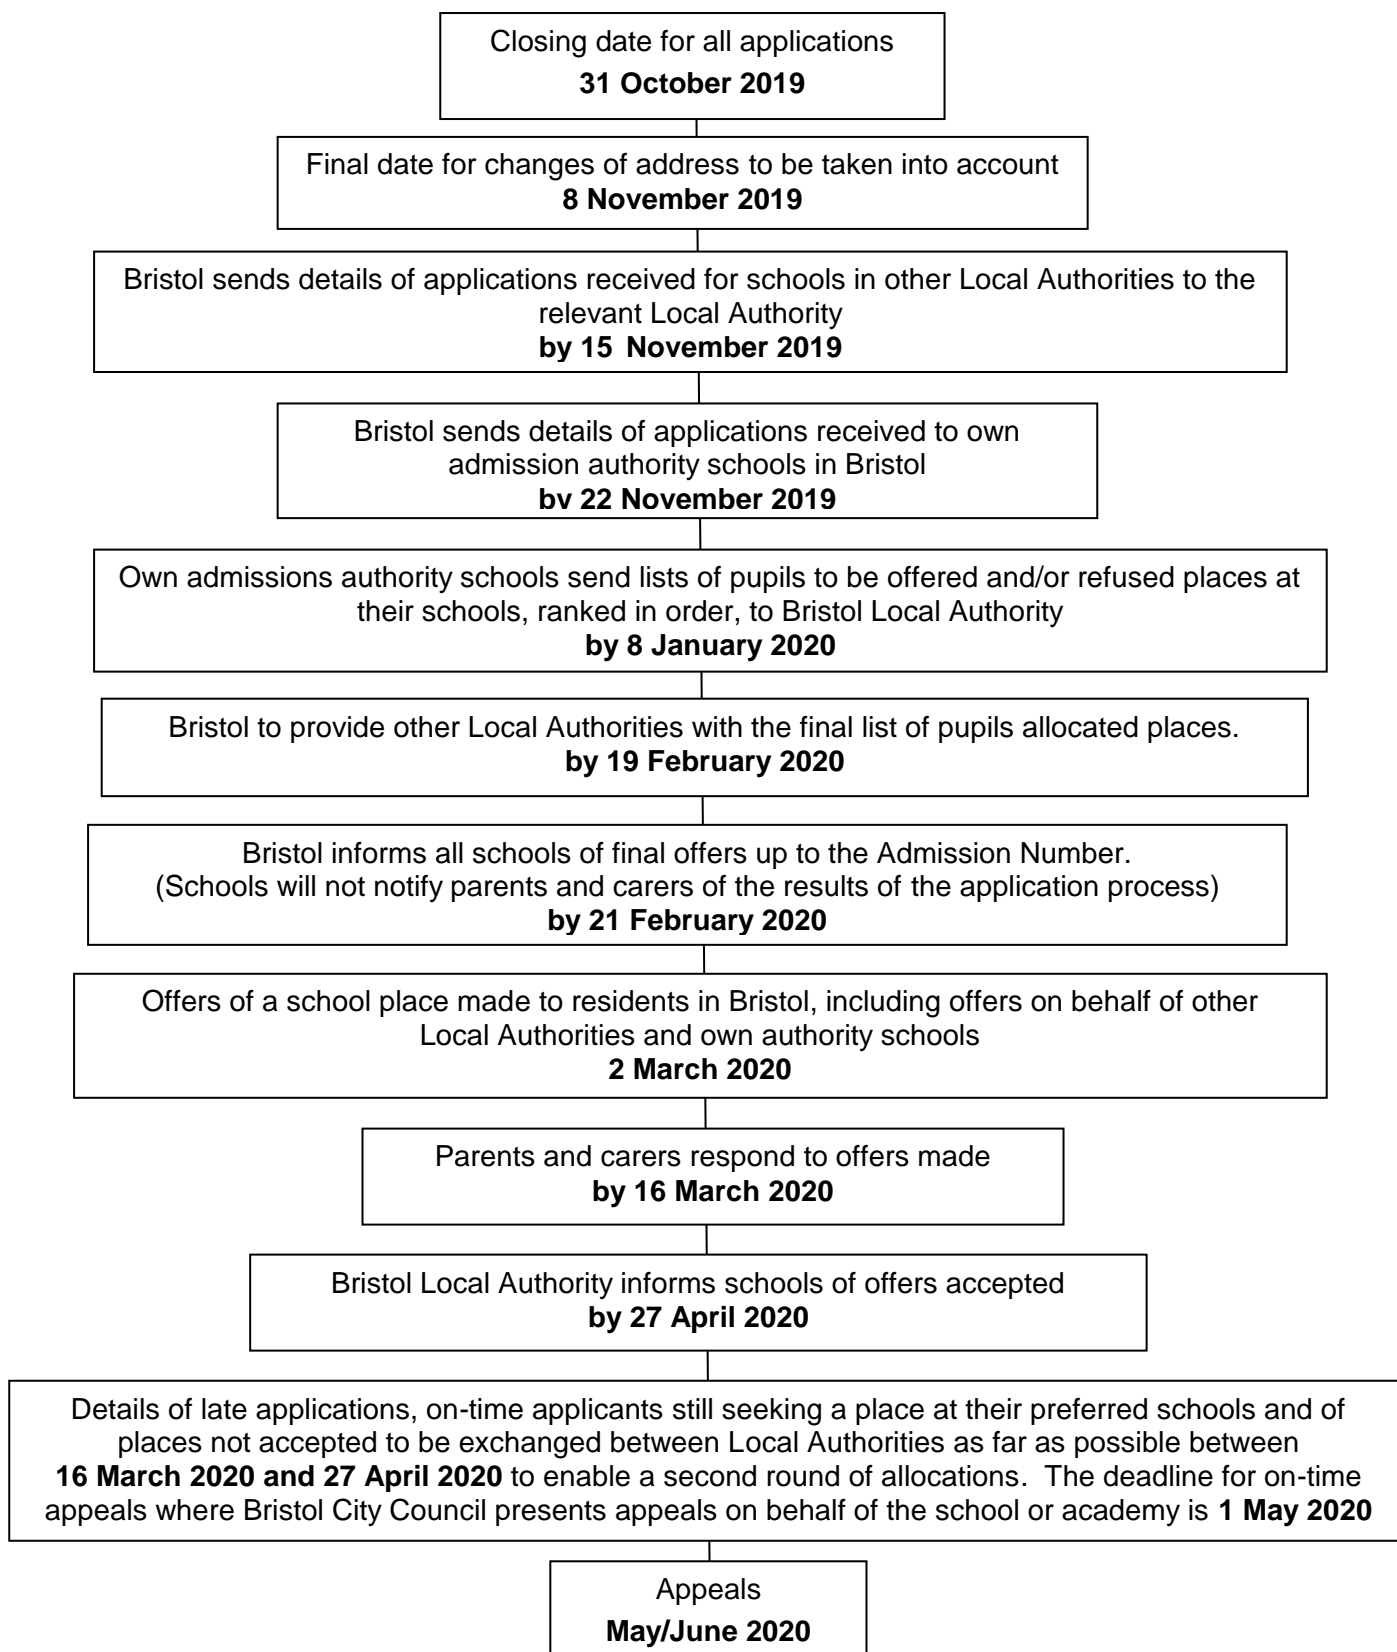 Closing date for all applications
31 October 2019
Final date for changes of address to be taken into account
8 November 2019
Bristol sends details of applications received for schools in other Local Authorities to the
relevant Local Authority
by 15 November 2019
Bristol sends details of applications received to own
admission authority schools in Bristol
by 22 November 2019
Own admissions authority schools send lists of pupils to be offered and/or refused places at
their schools, ranked in order, to Bristol Local Authority
by 8 January 2020
Bristol to provide other Local Authorities with the final list of pupils allocated places.
by 19 February 2020
Bristol informs all schools of final offers up to the Admission Number.
(Schools will not notify parents and carers of the results of the application process)
by 21 February 2020
Offers of a school place made to residents in Bristol, including offers on behalf of other
Local Authorities and own authority schools
2 March 2020
Parents and carers respond to offers made
by 16 March 2020
Bristol Local Authority informs schools of offers accepted
by 27 April 2020
Details of late applications, on-time applicants still seeking a place at their preferred schools and of
places not accepted to be exchanged between Local Authorities as far as possible between
16 March 2020 and 27 April 2020 to enable a second round of allocations. The deadline for on-time
appeals where Bristol City Council presents appeals on behalf of the school or academy is 1 May 2020
Appeals
May/June 2020